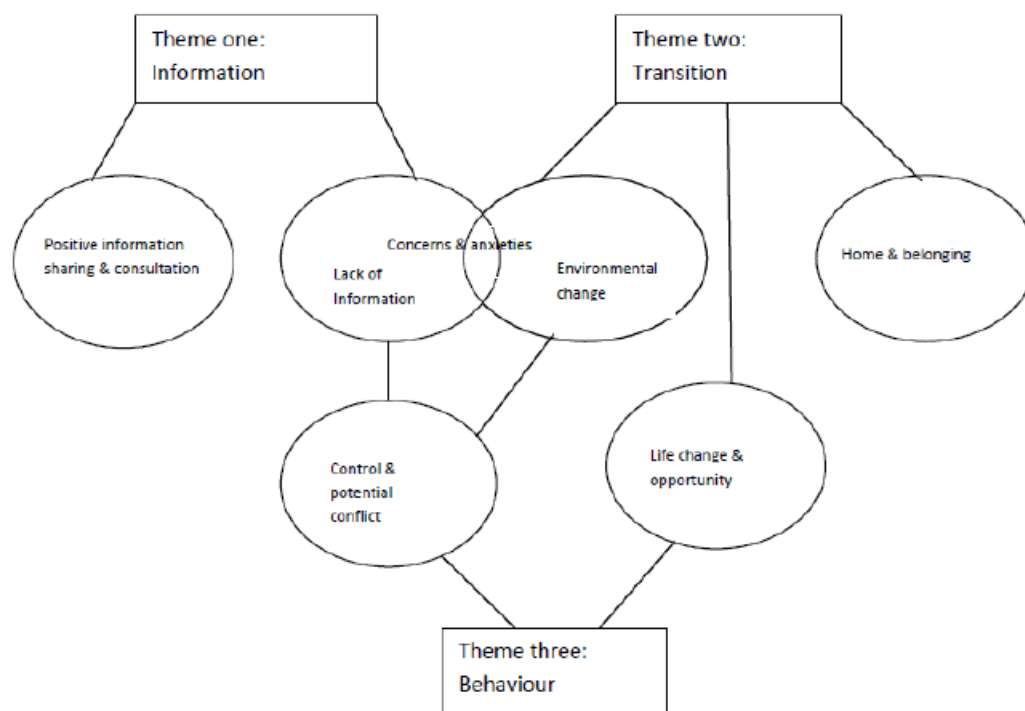 Theme one:
Information
Theme two:
Transition
Positive information
sharing & consultation
Concerns & anxieties
Lack of
Information
Environmental
change
Home & belonging
Control &
potential
conflict
Life change &
opportunity
Theme three:
Behaviour